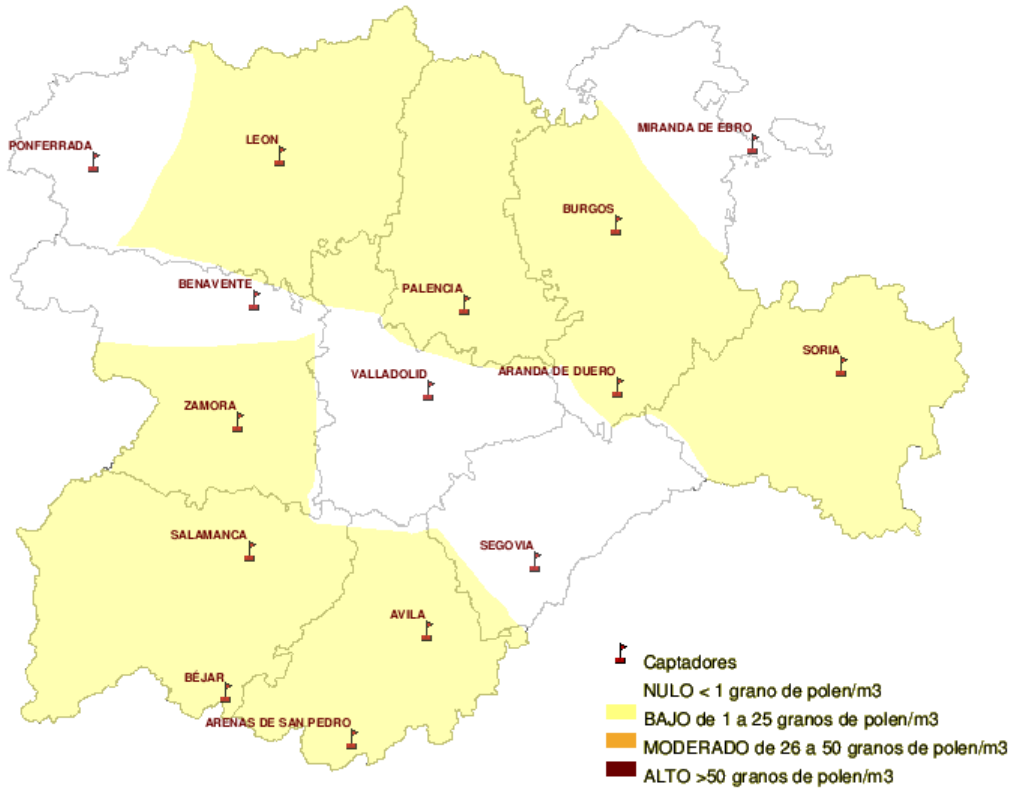 MIRANDA DE EBRO
PONFERRADA
LEON
BURGOS
BENAVENTE
PALENCIA
SORIA
VALLADOLID
ARANDA DE DUERO
ZAMORA
SALAMANCA
SEGOVIA
AVILA
BÉJAR
ARENAS DE SAN PEDRO
Captadores
NULO < 1 grano de polen/m3
BAJO de 1 a 25 granos de polen/m3
MODERADO de 26 a 50 granos de polen/m3
ALTO >50 granos de polen/m3